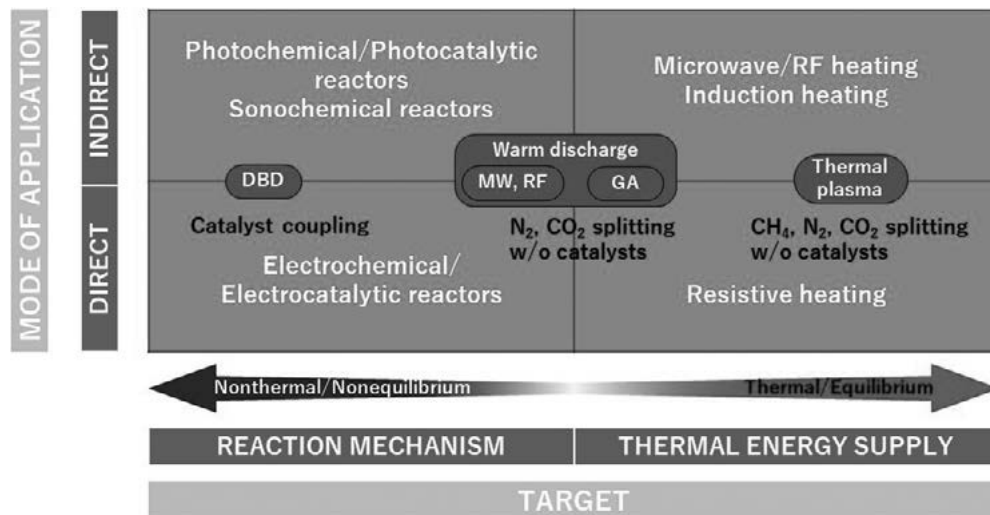 MODE OF APPLICATION
INDIRECT
DIRECT
Photochemical/Photocatalytic
reactors
Sonochemical reactors
Microwave/RF heating
Induction heating
Warm discharge
DBD
MW, RF
GA
Thermal
plasma
Catalyst coupling
N₂, CO₂ splitting
w/o catalysts
CH₄, N₂, CO₂ splitting
w/o catalysts
Electrochemical/
Electrocatalytic reactors
Resistive heating
Nonthermal/Nonequilibrium
Thermal/Equilibrium
REACTION MECHANISM
THERMAL ENERGY SUPPLY
TARGET